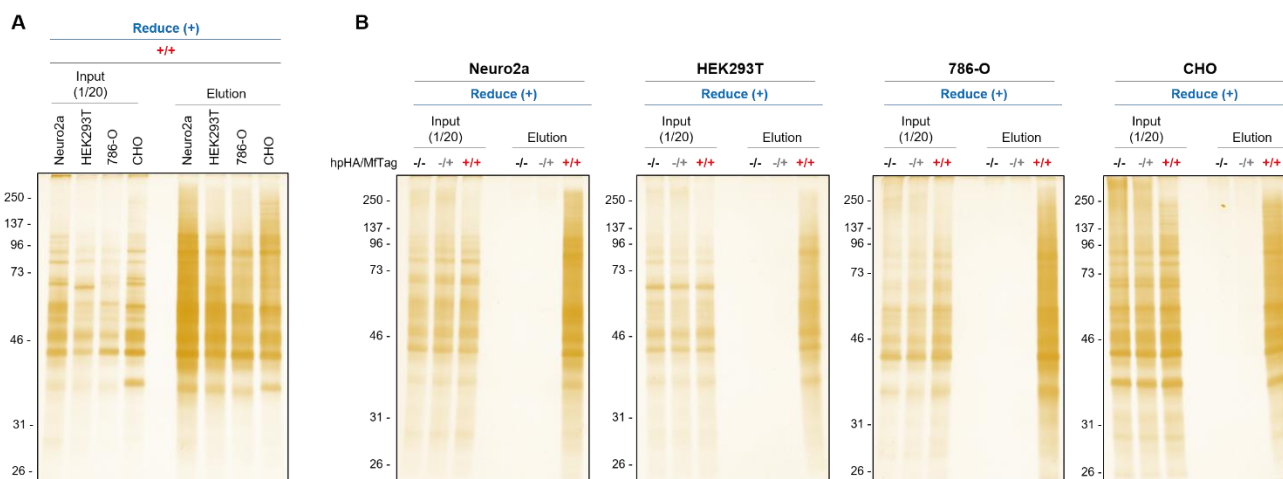 A
Reduce (+)
+/+
Input
(1/20)
Elution
Neuro2a
HEK293T
786-O
CHO
Neuro2a
HEK293T
786-O
CHO
250 -
137 -
96 -
73 -
46 -
31 -
26 -
B
Neuro2a
Reduce (+)
Input
(1/20)
Elution
hpHA/MfTag
-/- -/+ +/+ -/- -/+ +/+
250 -
137 -
96 -
73 -
46 -
31 -
26 -
HEK293T
Reduce (+)
Input
(1/20)
Elution
-/- -/+ +/+ -/- -/+ +/+
250 -
137 -
96 -
73 -
46 -
31 -
26 -
786-O
Reduce (+)
Input
(1/20)
Elution
-/- -/+ +/+ -/- -/+ +/+
250 -
137 -
96 -
73 -
46 -
31 -
26 -
CHO
Reduce (+)
Input
(1/20)
Elution
-/- -/+ +/+ -/- -/+ +/+
250 -
137 -
96 -
73 -
46 -
31 -
26 -